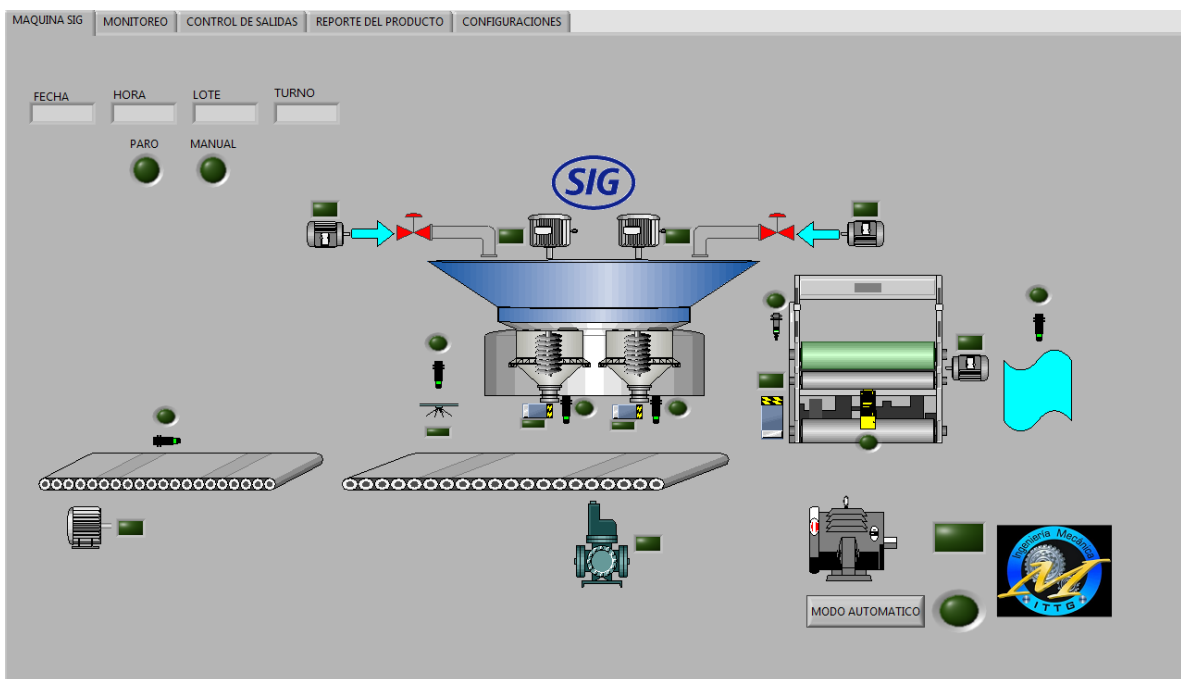 MAQUINA SIG
MONITOREO
CONTROL DE SALIDAS
REPORTE DEL PRODUCTO
CONFIGURACIONES
FECHA
HORA
LOTE
TURNO
PARO
MANUAL
SIG
Ingeniería Mecánica
M
ITTG
MODO AUTOMATICO